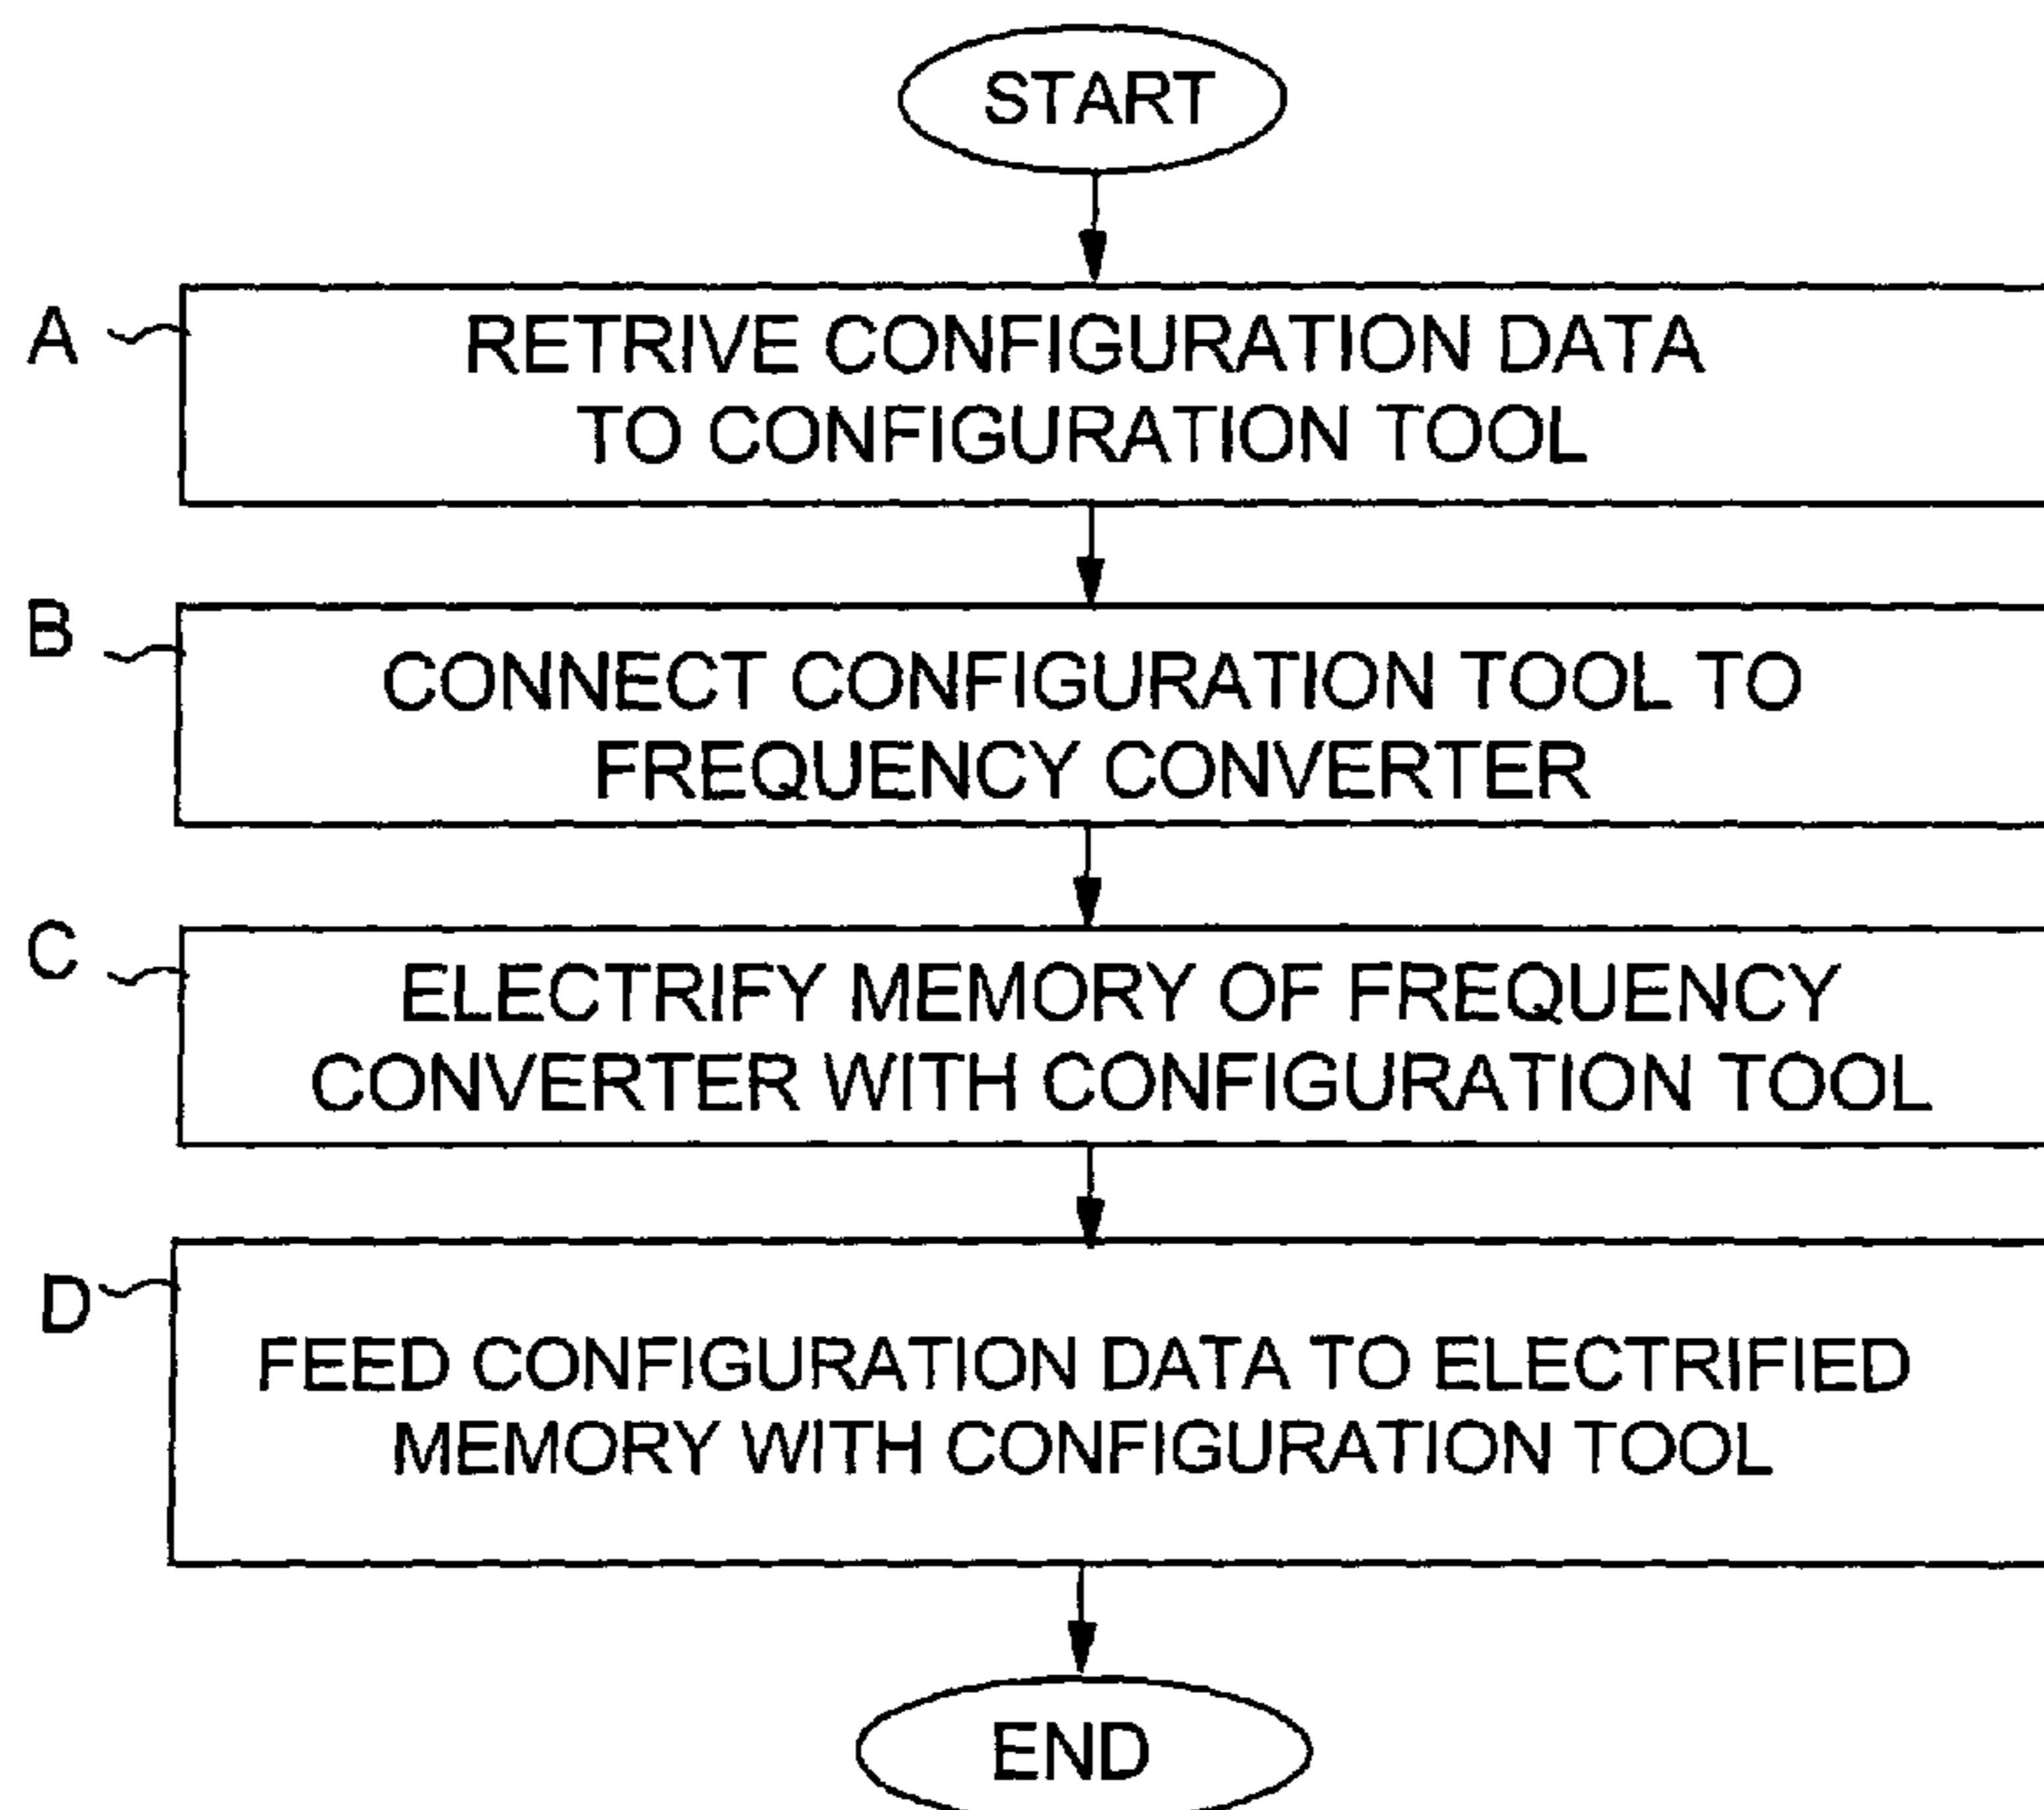 START
A
RETRIVE CONFIGURATION DATA
TO CONFIGURATION TOOL
B
CONNECT CONFIGURATION TOOL TO
FREQUENCY CONVERTER
C
ELECTRIFY MEMORY OF FREQUENCY
CONVERTER WITH CONFIGURATION TOOL
D
FEED CONFIGURATION DATA TO ELECTRIFIED
MEMORY WITH CONFIGURATION TOOL
END